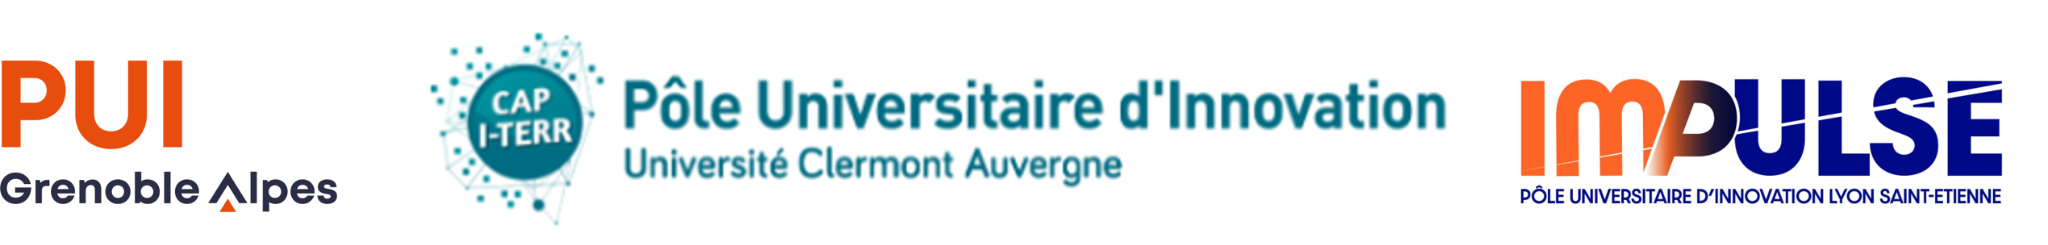 PUI
Grenoble Alpes
CAP
I-TERR
Pôle Universitaire d'Innovation
Université Clermont Auvergne
IMPULSE
PÔLE UNIVERSITAIRE D'INNOVATION LYON SAINT-ETIENNE